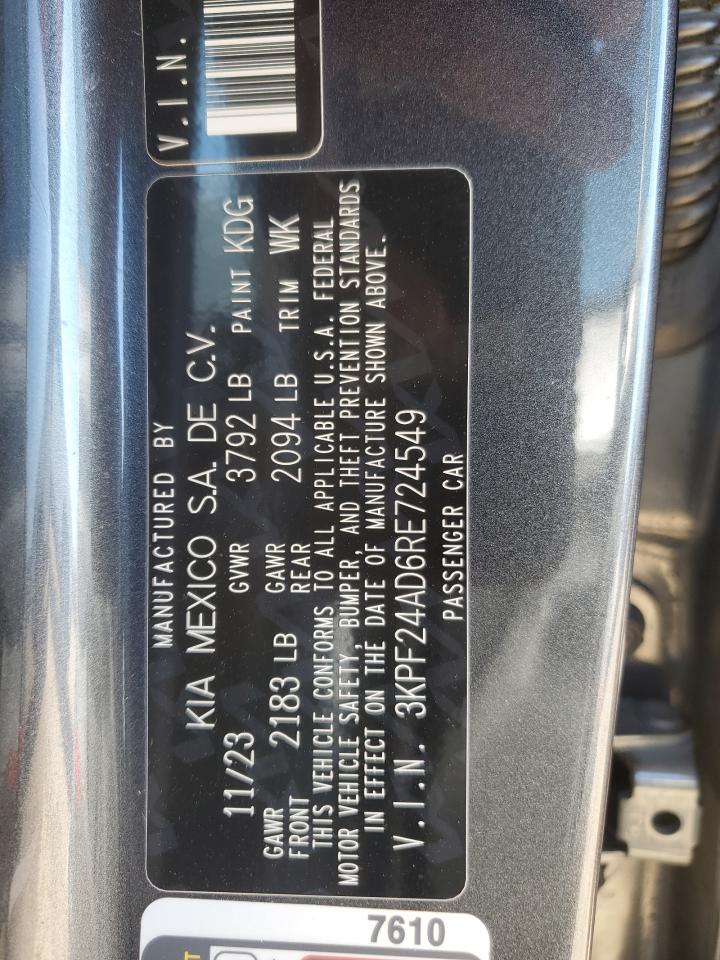 V.I.N.
MANUFACTURED BY
KIA MEXICO S.A. DE C.V.
11/23 GVWR 3792 LB PAINT KDG
GAWR FRONT 2183 LB GAWR REAR 2094 LB TRIM WK
THIS VEHICLE CONFORMS TO ALL APPLICABLE U.S.A. FEDERAL
MOTOR VEHICLE SAFETY, BUMPER, AND THEFT PREVENTION STANDARDS
IN EFFECT ON THE DATE OF MANUFACTURE SHOWN ABOVE.
V.I.N. 3KPF24AD6RE724549
PASSENGER CAR
7610